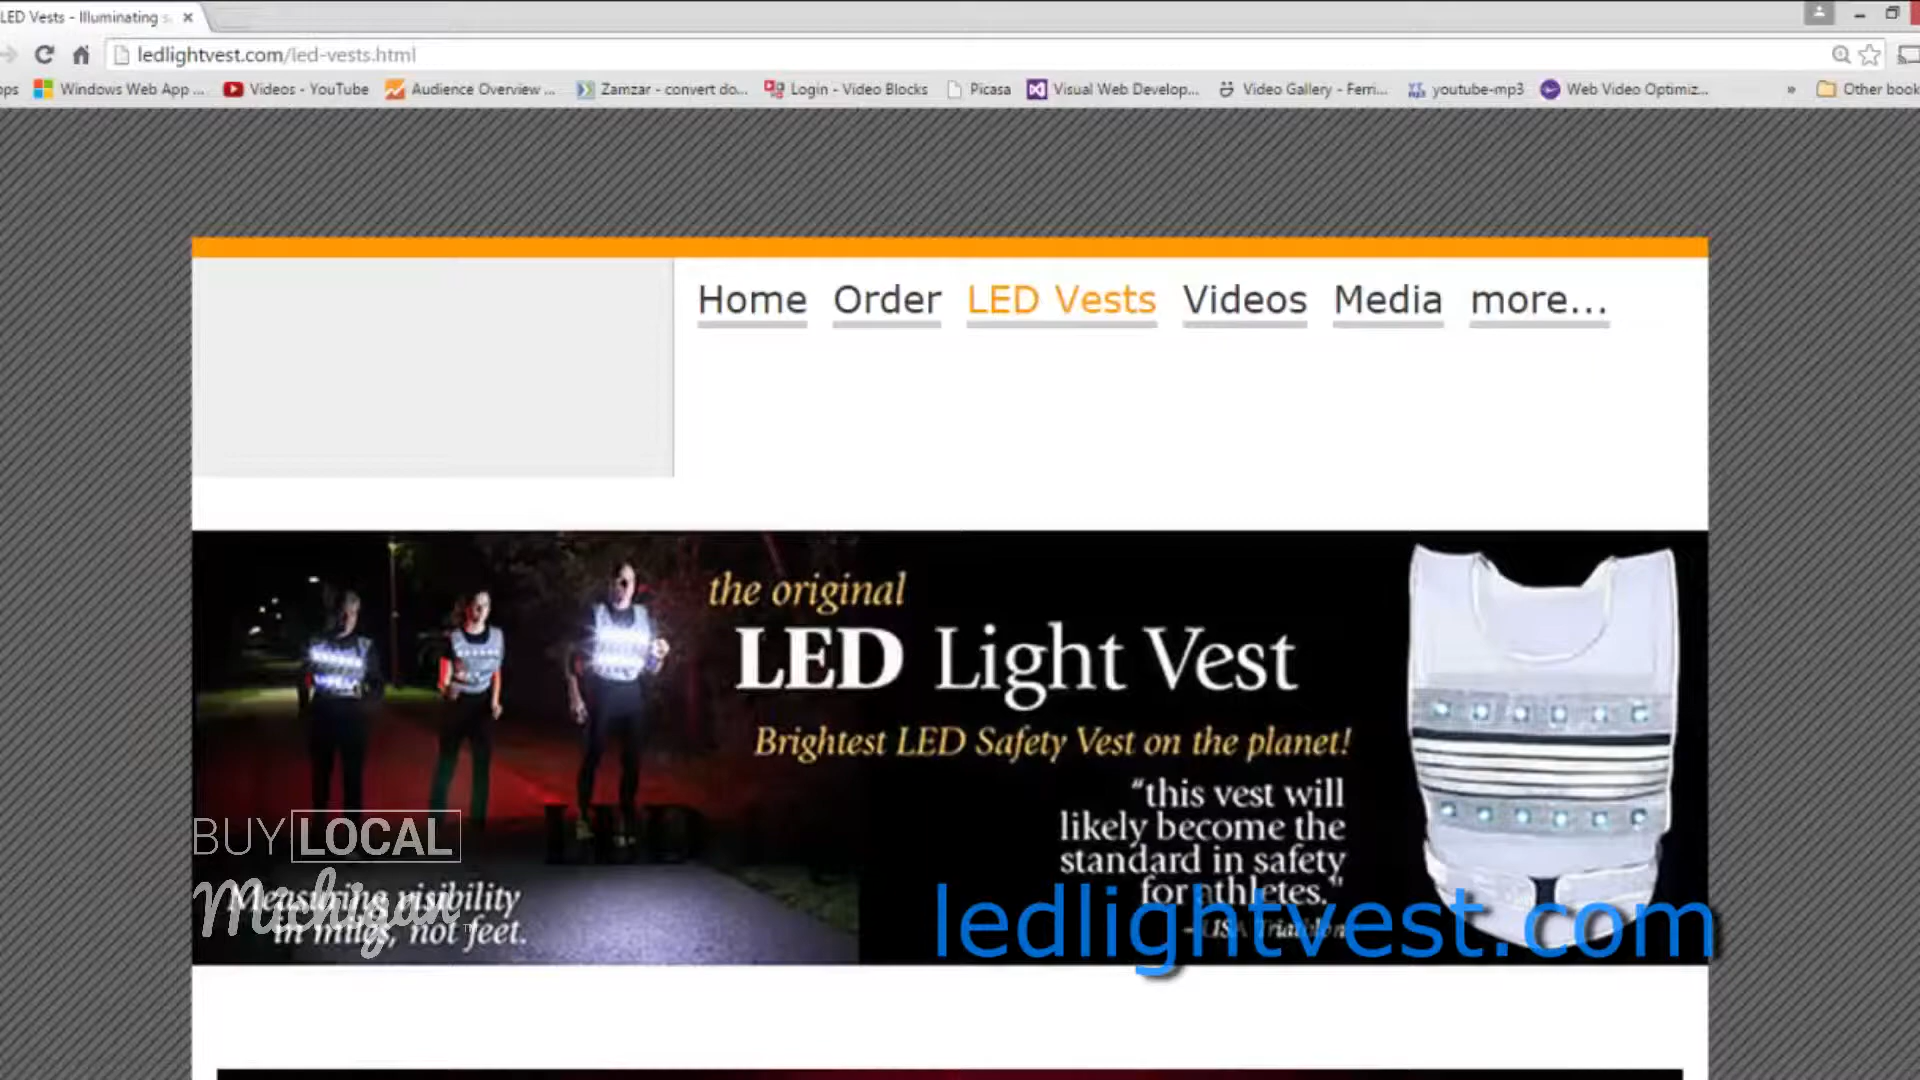 LED Vests - Illuminating s
ledlightvest.com/led-vests.html
ops Windows Web App ... Videos - YouTube Audience Overview ... Zamzar - convert do... Login - Video Blocks Picasa Visual Web Develop... Video Gallery - Ferri... youtube-mp3 Web Video Optimiz... » Other book
Home Order LED Vests Videos Media more...
the original
LED Light Vest
Brightest LED Safety Vest on the planet!
"this vest will
likely become the
standard in safety
for athletes."
- USA Triathlon
BUY LOCAL
Michigan
Measuring visibility
in miles, not feet.
ledlightvest.com
LED